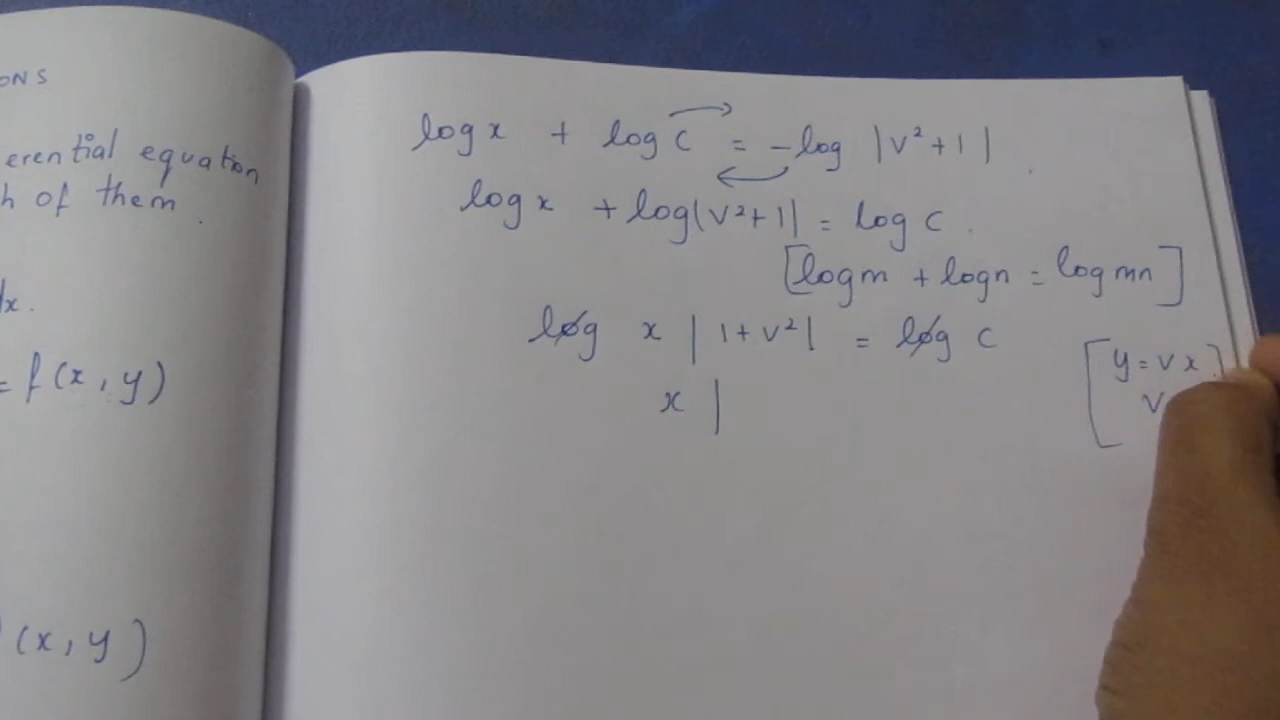 ONS
erential equation
h of them.
dx.
= f(x, y)
(x, y)
log x + log c = -log |v²+1|
log x + log|v²+1| = log c.
[log m + log n = log mn]
log x |1+v²| = log c
[y = vx
v
x |